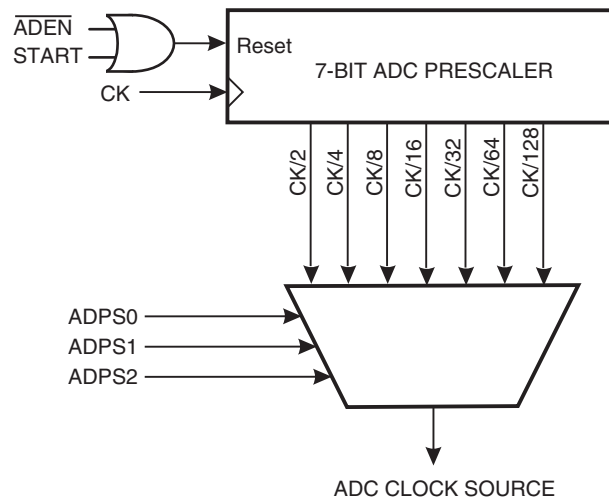 ADEN
START
Reset
7-BIT ADC PRESCALER
CK
CK/2
CK/4
CK/8
CK/16
CK/32
CK/64
CK/128
ADPS0
ADPS1
ADPS2
ADC CLOCK SOURCE